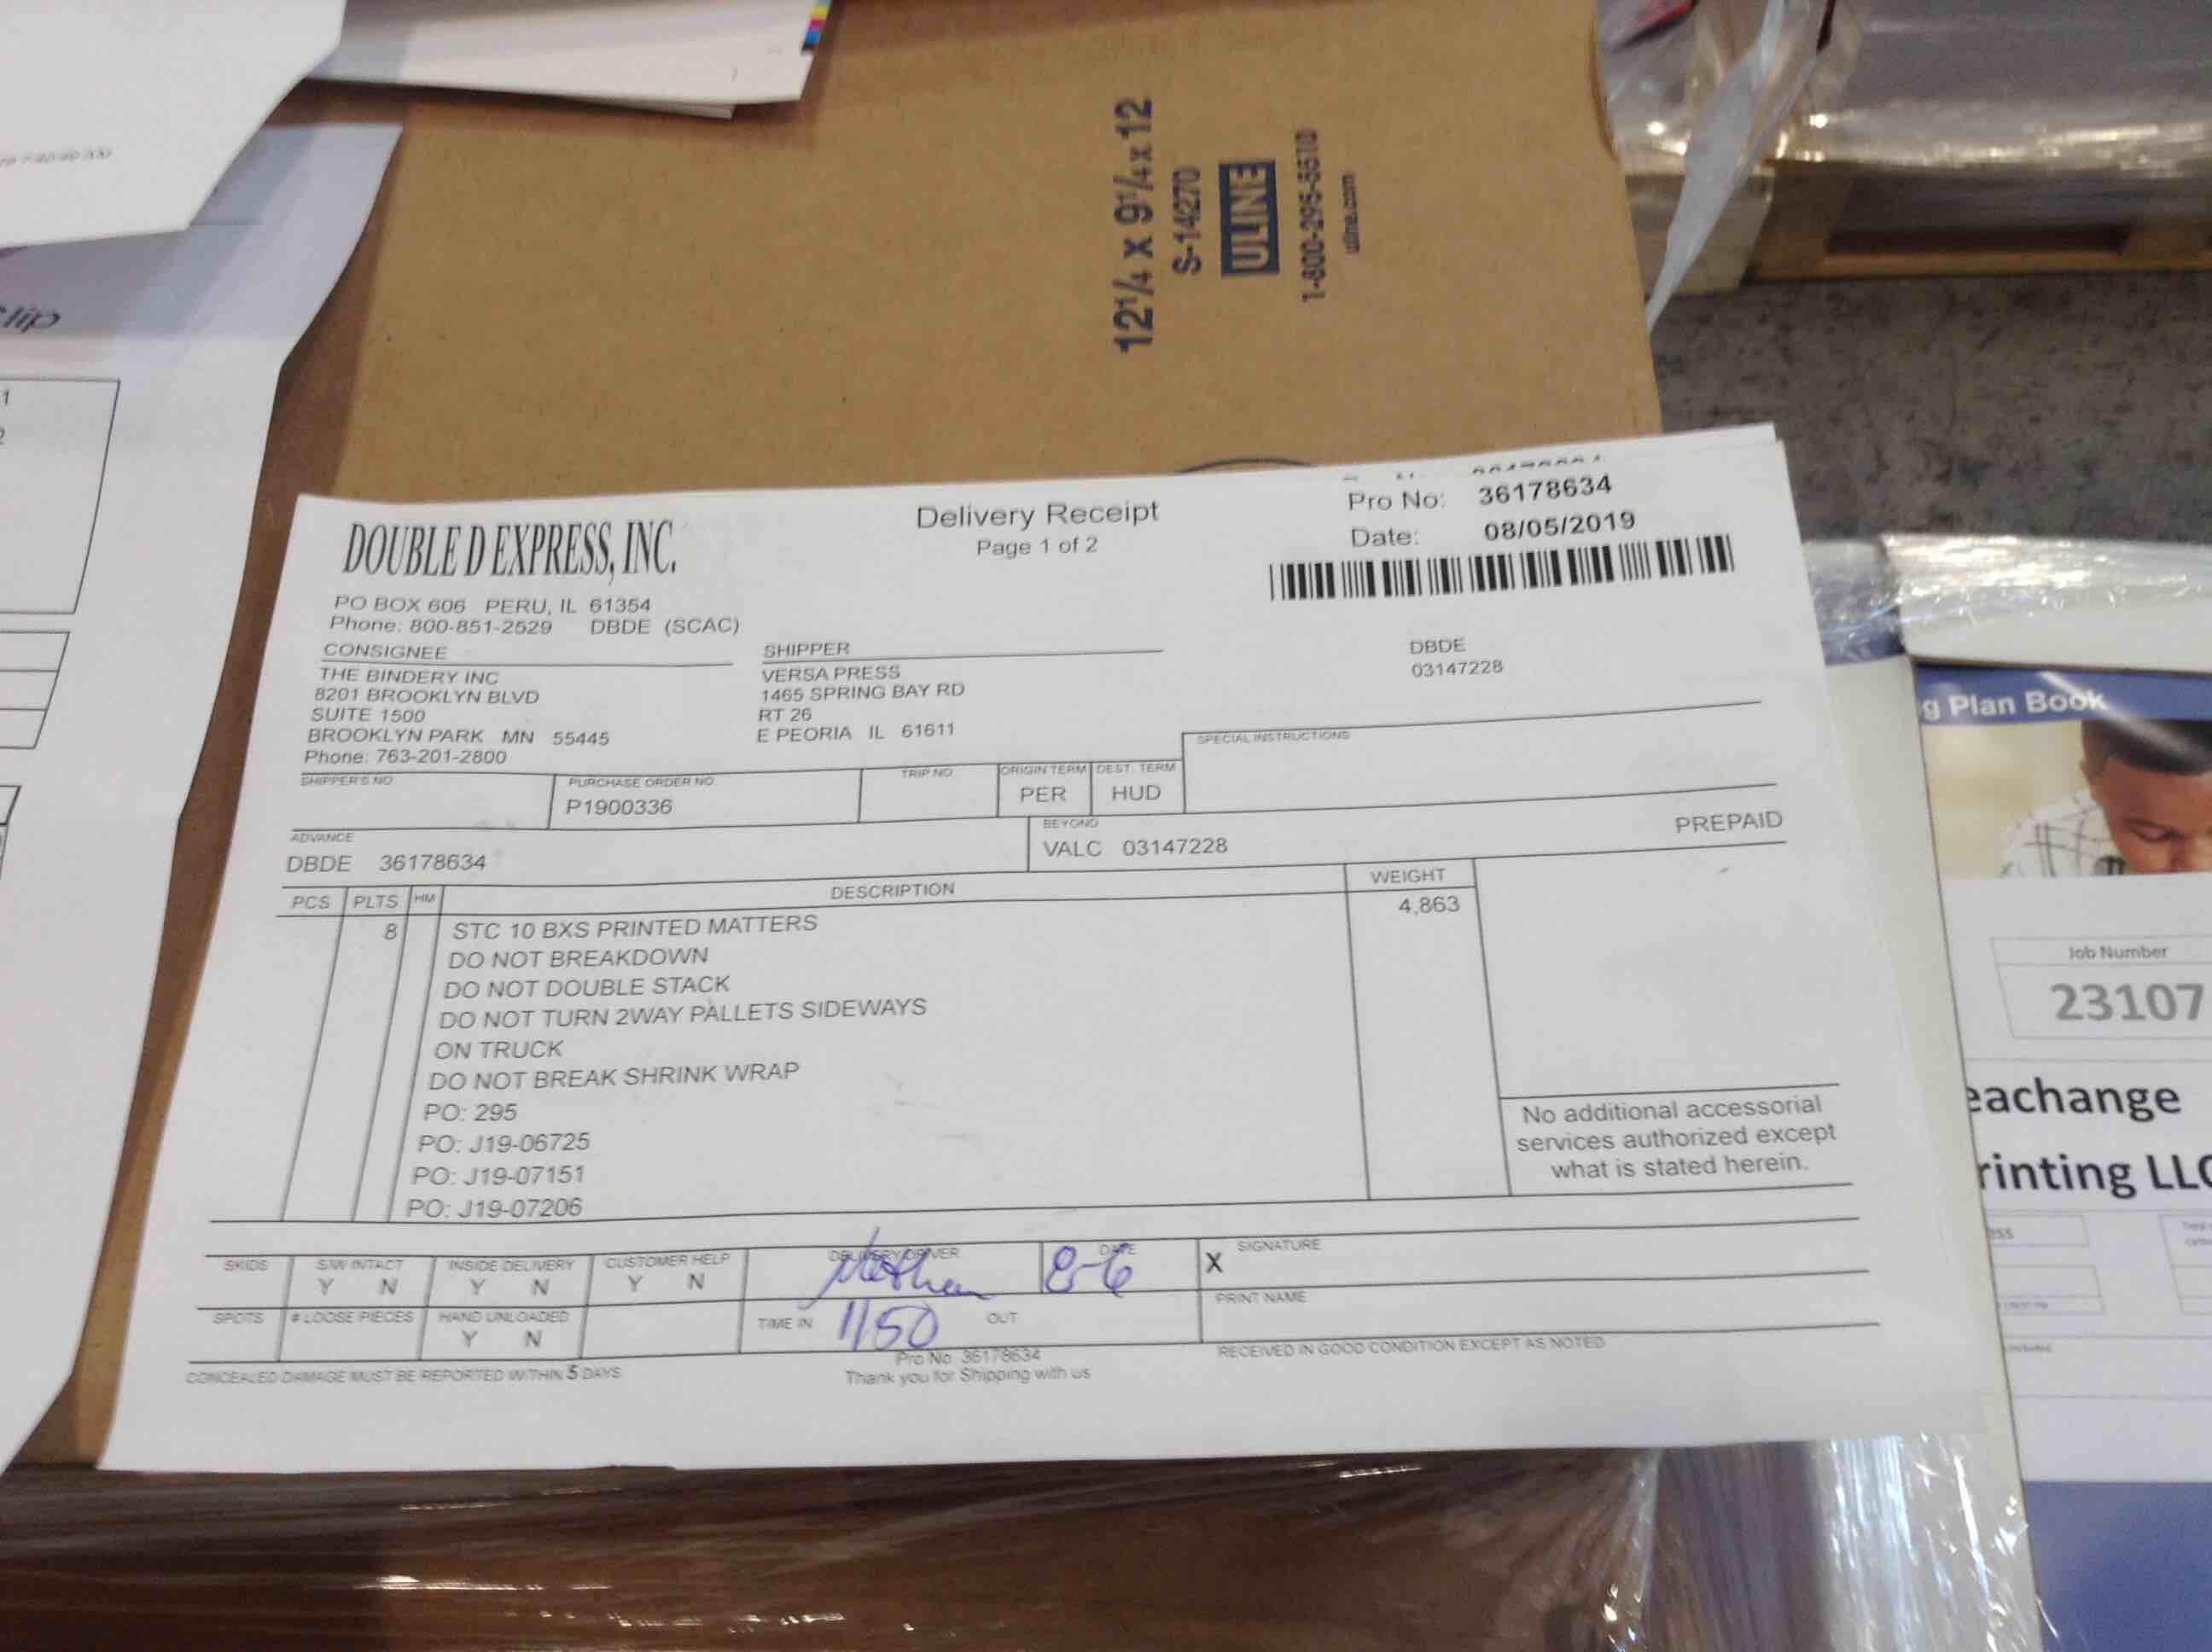 12¼ x 9¼ x 12
S-14270
ULINE
1-800-295-5510
uline.com
DOUBLE D EXPRESS, INC.
PO BOX 606 PERU, IL 61354
Phone: 800-851-2529 DBDE (SCAC)
Delivery Receipt
Page 1 of 2
Pro No: 36178634
Date: 08/05/2019
CONSIGNEE
THE BINDERY INC
8201 BROOKLYN BLVD
SUITE 1500
BROOKLYN PARK MN 55445
Phone: 763-201-2800
SHIPPER
VERSA PRESS
1465 SPRING BAY RD
RT 26
E PEORIA IL 61611
DBDE
03147228
SPECIAL INSTRUCTIONS
SHIPPER'S NO.
PURCHASE ORDER NO
P1900336
TRIP NO
ORIGIN TERM
PER
DEST. TERM
HUD
ADVANCE
DBDE 36178634
BEYOND
VALC 03147228
PREPAID
PCS PLTS HM DESCRIPTION WEIGHT
8 STC 10 BXS PRINTED MATTERS 4,863
DO NOT BREAKDOWN
DO NOT DOUBLE STACK
DO NOT TURN 2WAY PALLETS SIDEWAYS
ON TRUCK
DO NOT BREAK SHRINK WRAP
PO: 295
PO: J19-06725
PO: J19-07151
PO: J19-07206
No additional accessorial
services authorized except
what is stated herein.
SKIDS
S/W INTACT
Y N
INSIDE DELIVERY
Y N
CUSTOMER HELP
Y N
DELIVERY DRIVER
DATE
8-6
SIGNATURE
X
SPOTS
# LOOSE PIECES
HAND UNLOADED
Y N
TIME IN 1150 OUT
PRINT NAME
CONCEALED DAMAGE MUST BE REPORTED WITHIN 5 DAYS
Pro No 36178634
Thank you for Shipping with us
RECEIVED IN GOOD CONDITION EXCEPT AS NOTED
g Plan Book
Job Number
23107
eachange
rinting LLC
lip
1
2